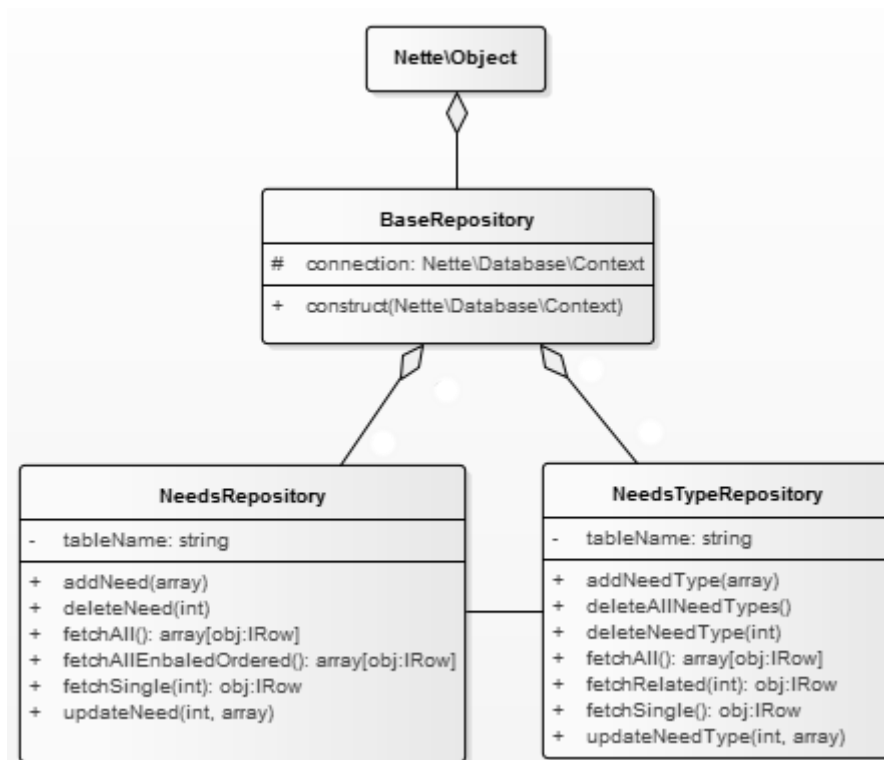 Nette\Object
BaseRepository
# connection: Nette\Database\Context
+ construct(Nette\Database\Context)
NeedsRepository
- tableName: string
+ addNeed(array)
+ deleteNeed(int)
+ fetchAll(): array[obj:IRow]
+ fetchAllEnbaledOrdered(): array[obj:IRow]
+ fetchSingle(int): obj:IRow
+ updateNeed(int, array)
NeedsTypeRepository
- tableName: string
+ addNeedType(array)
+ deleteAllNeedTypes()
+ deleteNeedType(int)
+ fetchAll(): array[obj:IRow]
+ fetchRelated(int): obj:IRow
+ fetchSingle(): obj:IRow
+ updateNeedType(int, array)